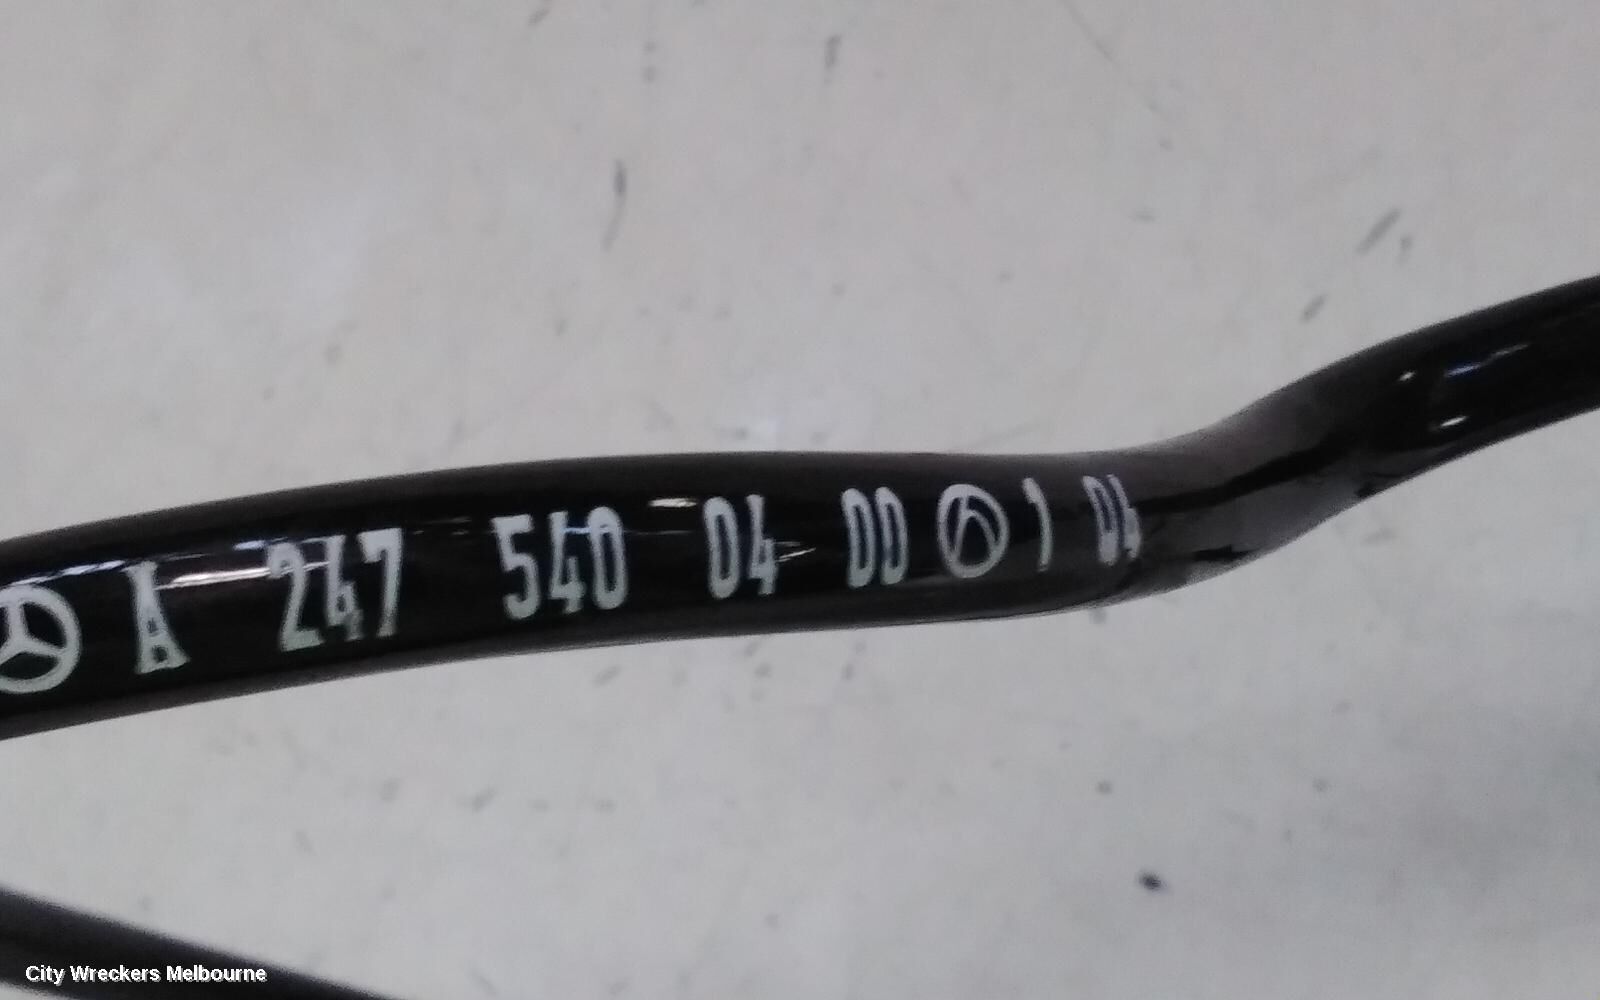 A 247 540 04 00 1 04
City Wreckers Melbourne